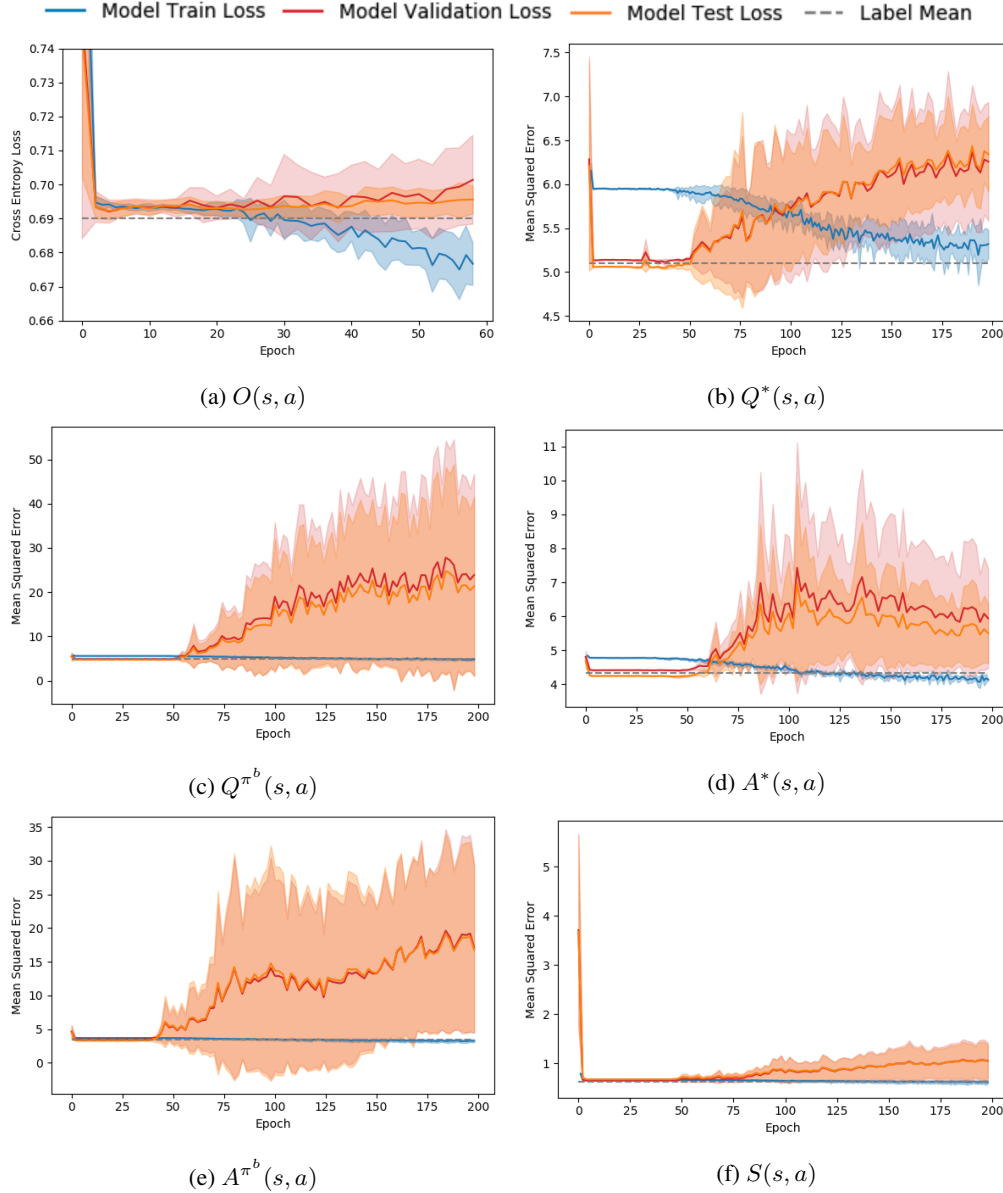 Model Train Loss Model Validation Loss Model Test Loss Label Mean
0.74
0.73
0.72
0.71
0.70
0.69
0.68
0.67
0.66
Cross Entropy Loss
0 10 20 30 40 50 60
Epoch
(a) O(s, a)
7.5
7.0
6.5
6.0
5.5
5.0
4.5
Mean Squared Error
0 25 50 75 100 125 150 175 200
Epoch
(b) Q*(s, a)
50
40
30
20
10
0
Mean Squared Error
0 25 50 75 100 125 150 175 200
Epoch
(c) Q^{π^b}(s, a)
11
10
9
8
7
6
5
4
Mean Squared Error
0 25 50 75 100 125 150 175 200
Epoch
(d) A*(s, a)
35
30
25
20
15
10
5
0
Mean Squared Error
0 25 50 75 100 125 150 175 200
Epoch
(e) A^{π^b}(s, a)
5
4
3
2
1
Mean Squared Error
0 25 50 75 100 125 150 175 200
Epoch
(f) S(s, a)